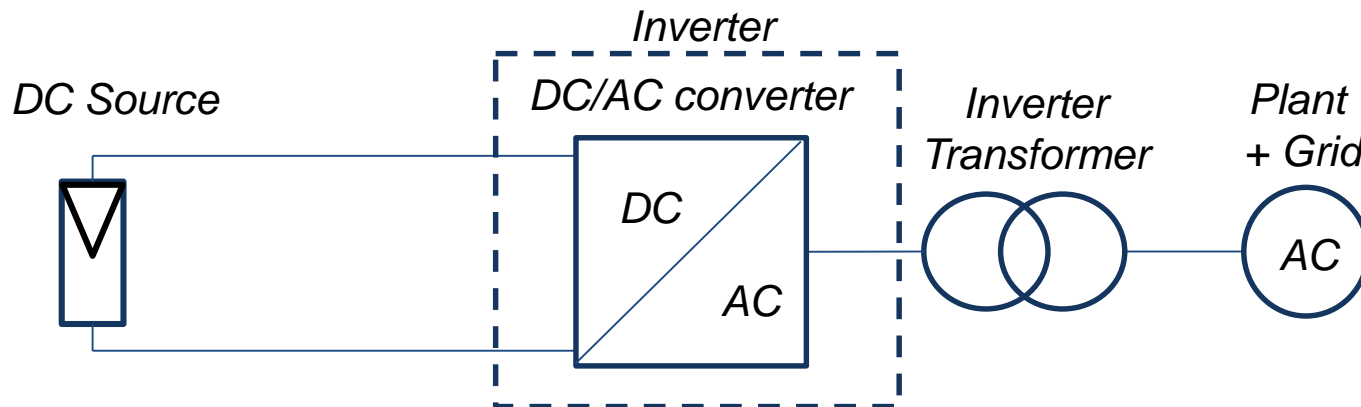 Inverter
DC Source
DC/AC converter
Inverter
Transformer
Plant
+ Grid
DC
AC
AC